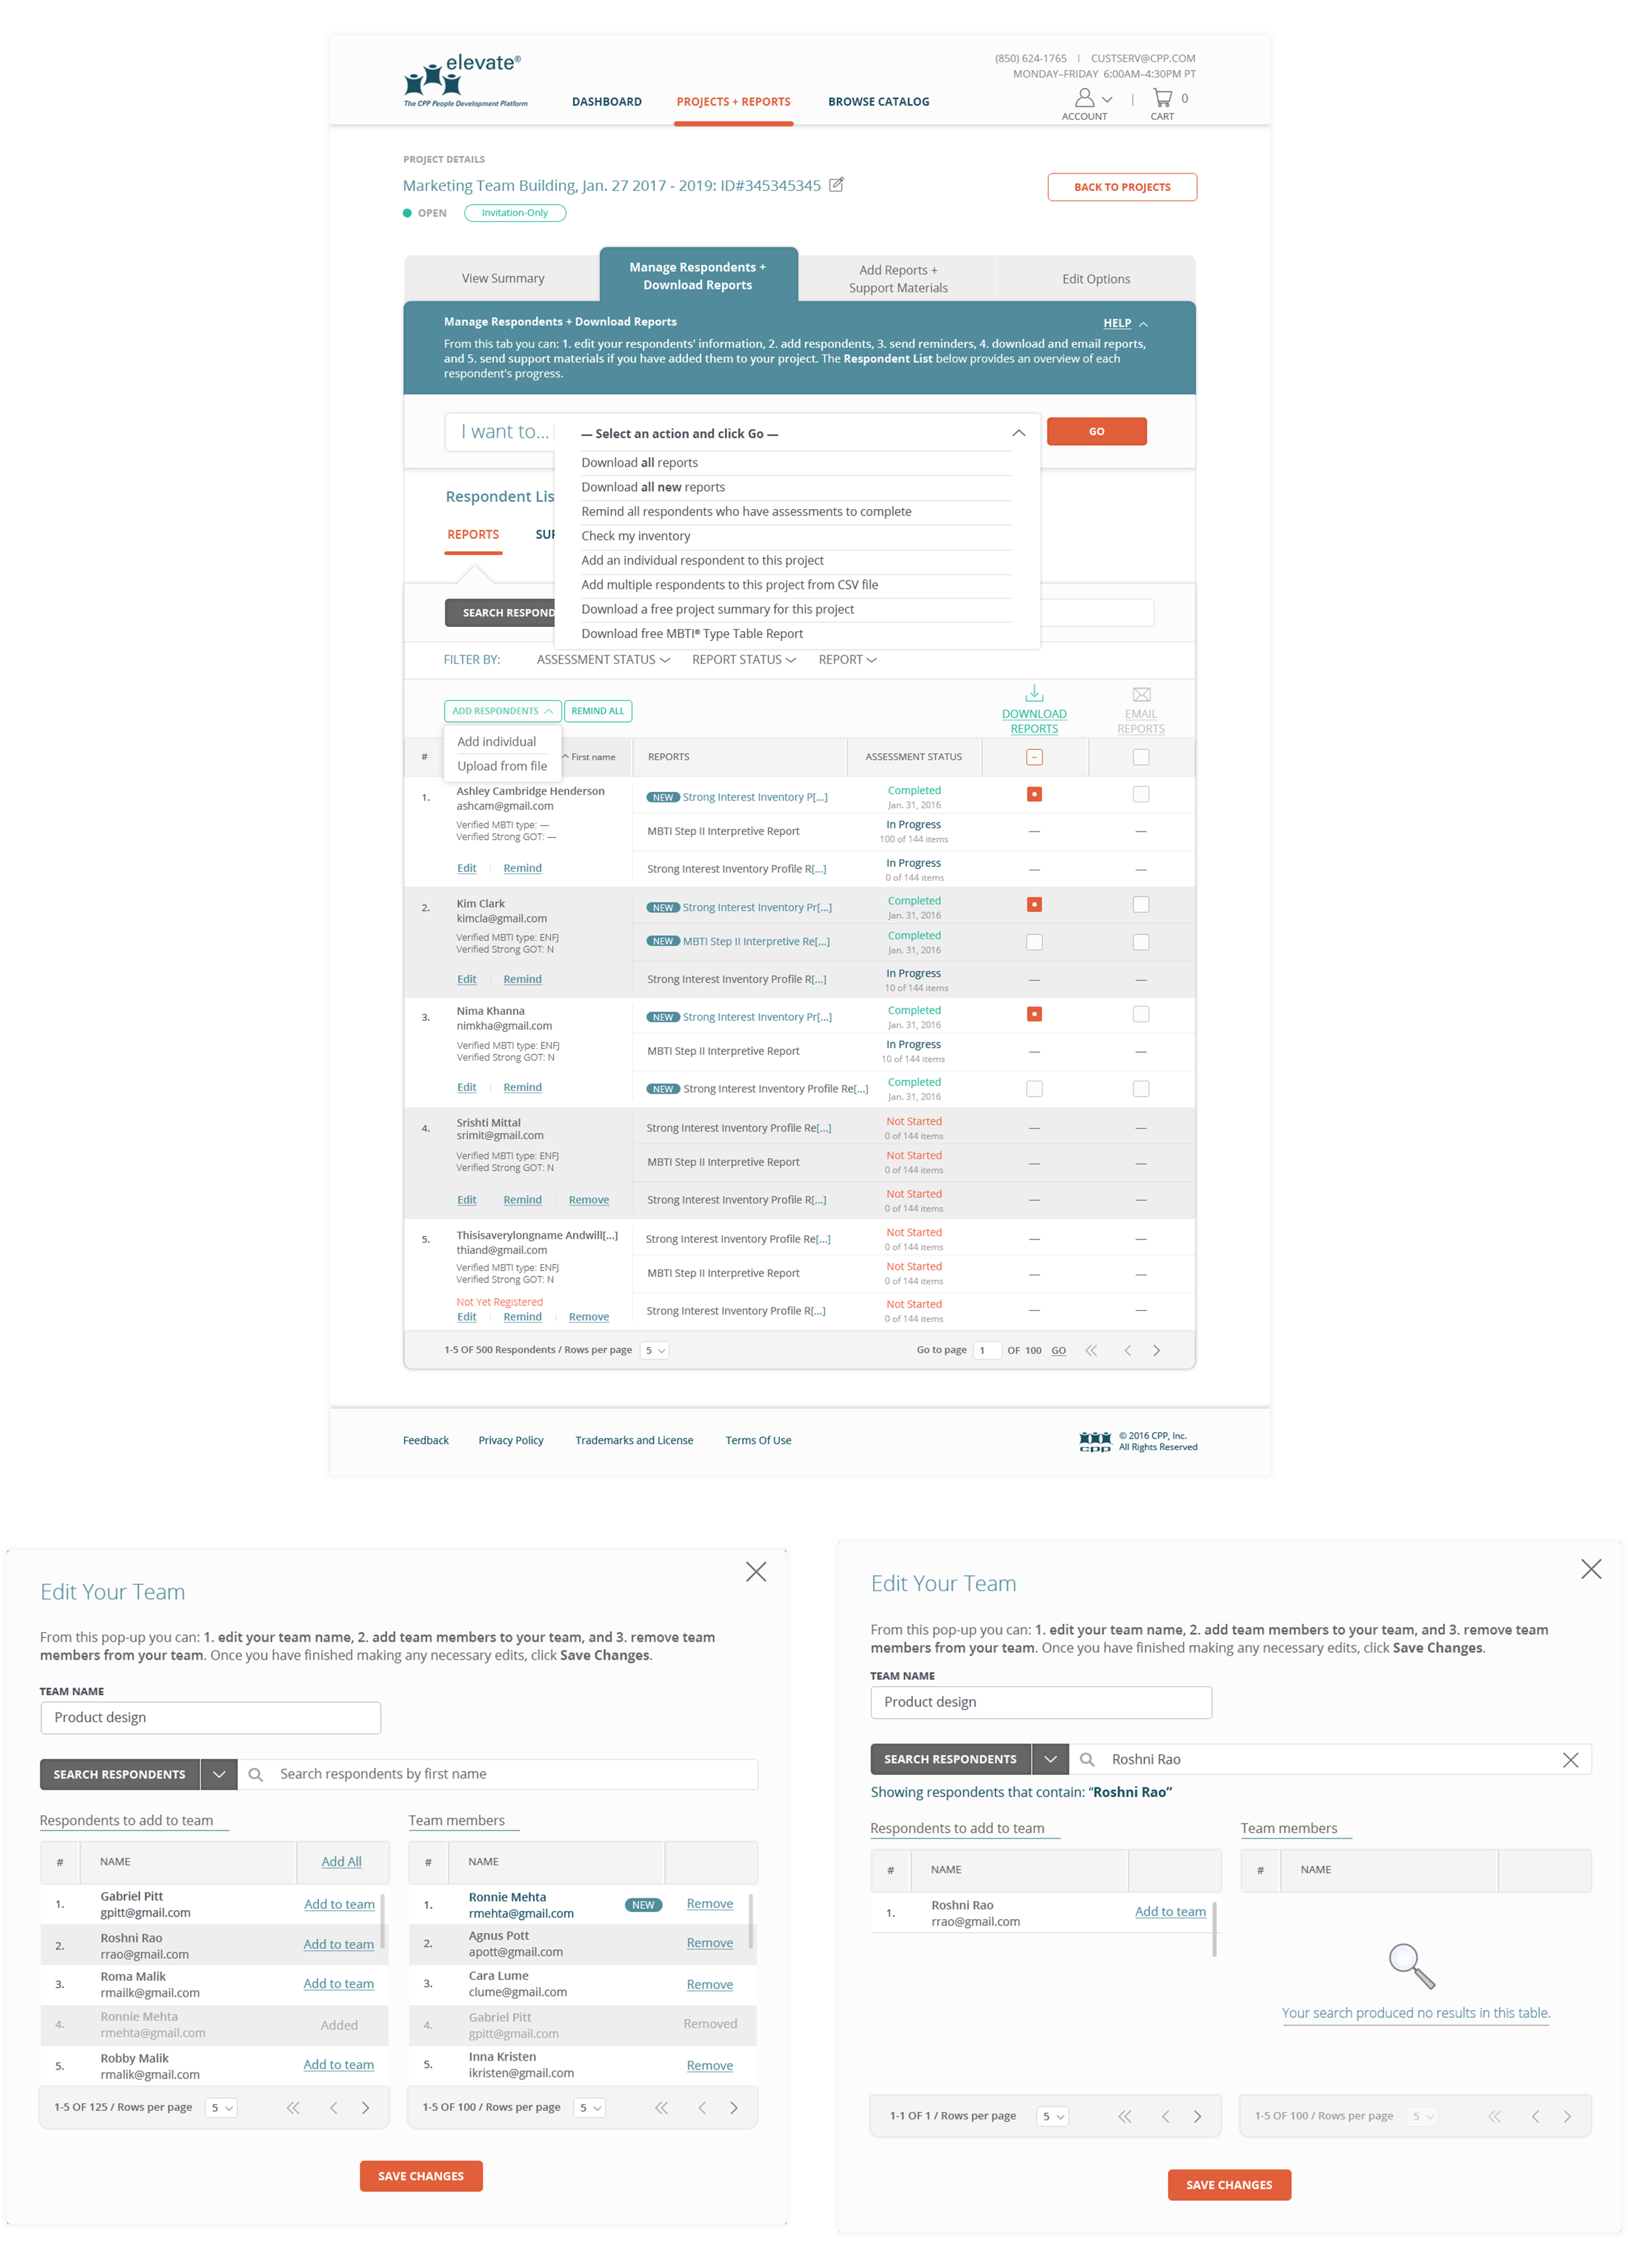 elevate®
The CPP People Development Platform
(850) 624-1765 | CUSTSERV@CPP.COM
MONDAY–FRIDAY 6:00AM–4:30PM PT
DASHBOARD
PROJECTS + REPORTS
BROWSE CATALOG
ACCOUNT
|
0
CART
PROJECT DETAILS
Marketing Team Building, Jan. 27 2017 - 2019: ID#345345345
BACK TO PROJECTS
OPEN
Invitation-Only
View Summary
Manage Respondents +
Download Reports
Add Reports +
Support Materials
Edit Options
Manage Respondents + Download Reports
HELP
From this tab you can: 1. edit your respondents' information, 2. add respondents, 3. send reminders, 4. download and email reports,
and 5. send support materials if you have added them to your project. The Respondent List below provides an overview of each
respondent's progress.
I want to...
— Select an action and click Go —
GO
Download all reports
Download all new reports
Remind all respondents who have assessments to complete
Check my inventory
Add an individual respondent to this project
Add multiple respondents to this project from CSV file
Download a free project summary for this project
Download free MBTI® Type Table Report
Respondent Lis
REPORTS
SUP
SEARCH RESPOND
FILTER BY:
ASSESSMENT STATUS
REPORT STATUS
REPORT
ADD RESPONDENTS
REMIND ALL
Add individual
Upload from file
DOWNLOAD
REPORTS
EMAIL
REPORTS
#
First name
REPORTS
ASSESSMENT STATUS
1.
Ashley Cambridge Henderson
ashcam@gmail.com
Verified MBTI type: —
Verified Strong GOT: —
Edit | Remind
NEW Strong Interest Inventory P[...]
Completed
Jan. 31, 2016
MBTI Step II Interpretive Report
In Progress
100 of 144 items
— —
Strong Interest Inventory Profile R[...]
In Progress
0 of 144 items
— —
2.
Kim Clark
kimcla@gmail.com
Verified MBTI type: ENFJ
Verified Strong GOT: N
Edit | Remind
NEW Strong Interest Inventory Pr[...]
Completed
Jan. 31, 2016
NEW MBTI Step II Interpretive Re[...]
Completed
Jan. 31, 2016
Strong Interest Inventory Profile R[...]
In Progress
10 of 144 items
— —
3.
Nima Khanna
nimkha@gmail.com
Verified MBTI type: ENFJ
Verified Strong GOT: N
Edit | Remind
NEW Strong Interest Inventory Pr[...]
Completed
Jan. 31, 2016
MBTI Step II Interpretive Report
In Progress
10 of 144 items
— —
NEW Strong Interest Inventory Profile Re[...]
Completed
Jan. 31, 2016
4.
Srishti Mittal
srimit@gmail.com
Verified MBTI type: ENFJ
Verified Strong GOT: N
Edit | Remind | Remove
Strong Interest Inventory Profile Re[...]
Not Started
0 of 144 items
— —
MBTI Step II Interpretive Report
Not Started
0 of 144 items
— —
Strong Interest Inventory Profile R[...]
Not Started
0 of 144 items
— —
5.
Thisisaverylongname Andwill[...]
thiand@gmail.com
Verified MBTI type: ENFJ
Verified Strong GOT: N
Not Yet Registered
Edit | Remind | Remove
Strong Interest Inventory Profile Re[...]
Not Started
0 of 144 items
— —
MBTI Step II Interpretive Report
Not Started
0 of 144 items
— —
Strong Interest Inventory Profile R[...]
Not Started
0 of 144 items
— —
1-5 OF 500 Respondents / Rows per page 5
Go to page 1 OF 100 GO
Feedback
Privacy Policy
Trademarks and License
Terms Of Use
cpp
© 2016 CPP, Inc.
All Rights Reserved
Edit Your Team
From this pop-up you can: 1. edit your team name, 2. add team members to your team, and 3. remove team
members from your team. Once you have finished making any necessary edits, click Save Changes.
TEAM NAME
Product design
SEARCH RESPONDENTS
Search respondents by first name
Respondents to add to team
# NAME Add All
1. Gabriel Pitt
gpitt@gmail.com
Add to team
2. Roshni Rao
rrao@gmail.com
Add to team
3. Roma Malik
rmailk@gmail.com
Add to team
4. Ronnie Mehta
rmehta@gmail.com
Added
5. Robby Malik
rmalik@gmail.com
Add to team
1-5 OF 125 / Rows per page 5
Team members
# NAME
1. Ronnie Mehta
rmehta@gmail.com
NEW Remove
2. Agnus Pott
apott@gmail.com
Remove
3. Cara Lume
clume@gmail.com
Remove
4. Gabriel Pitt
gpitt@gmail.com
Removed
5. Inna Kristen
ikristen@gmail.com
Remove
1-5 OF 100 / Rows per page 5
SAVE CHANGES
Edit Your Team
From this pop-up you can: 1. edit your team name, 2. add team members to your team, and 3. remove team
members from your team. Once you have finished making any necessary edits, click Save Changes.
TEAM NAME
Product design
SEARCH RESPONDENTS
Roshni Rao
Showing respondents that contain: “Roshni Rao”
Respondents to add to team
# NAME
1. Roshni Rao
rrao@gmail.com
Add to team
1-1 OF 1 / Rows per page 5
Team members
# NAME
Your search produced no results in this table.
1-5 OF 100 / Rows per page 5
SAVE CHANGES